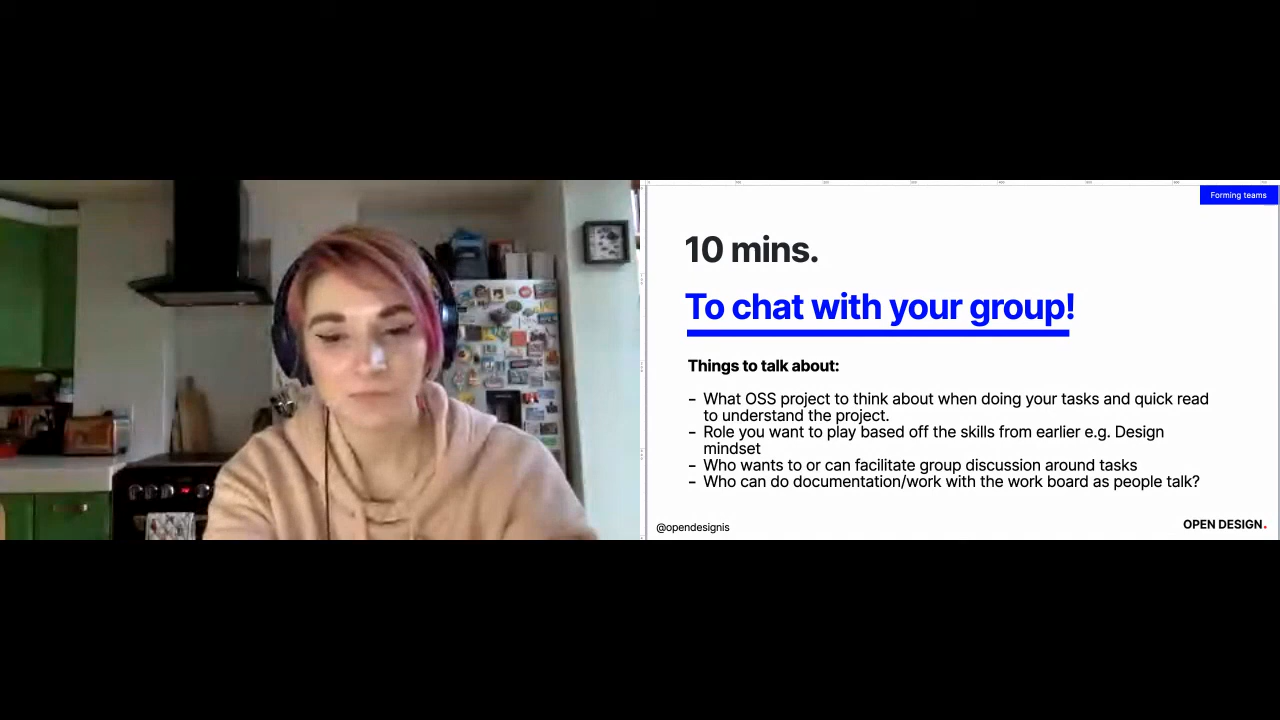 Forming teams
10 mins.
To chat with your group!
Things to talk about:
- What OSS project to think about when doing your tasks and quick read
to understand the project.
- Role you want to play based off the skills from earlier e.g. Design
mindset
- Who wants to or can facilitate group discussion around tasks
- Who can do documentation/work with the work board as people talk?
@opendesignis
OPEN DESIGN.